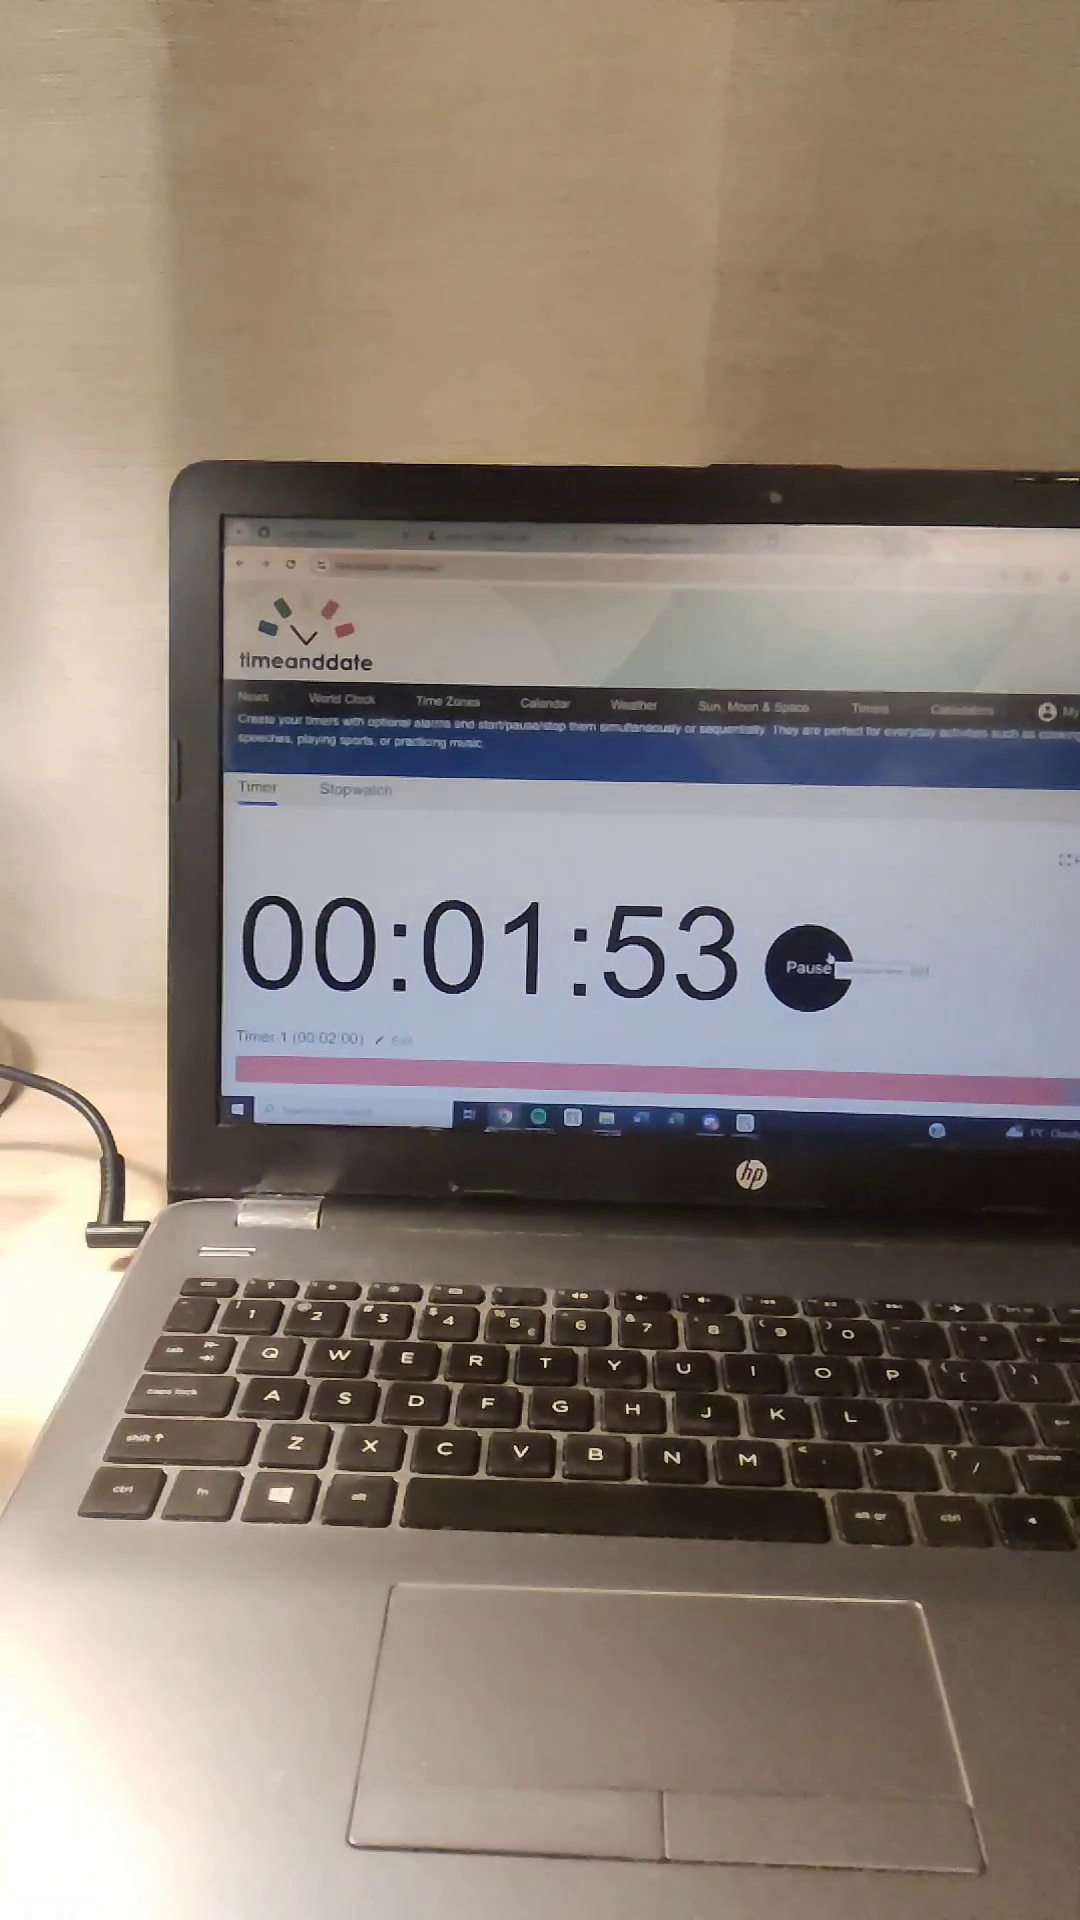 timeanddate
News World Clock Time Zones Calendar Weather Sun, Moon & Space Timers Calculators My
Create your timers with optional alarms and start/pause/stop them simultaneously or sequentially. They are perfect for everyday activities such as cooking
speeches, playing sports, or practicing music.
Timer Stopwatch
00:01:53 Pause
Timer 1 (00:02:00) Edit
1°C Cloudy
hp
esc ?
! 1 2 # 3 $ 4 % 5 € 6 & 7 8 ( 9 ) 0
tab Q W E R T Y U I O P
caps lock A S D F G H J K L
shift Z X C V B N M < > ? / pause
ctrl fn alt alt gr ctrl